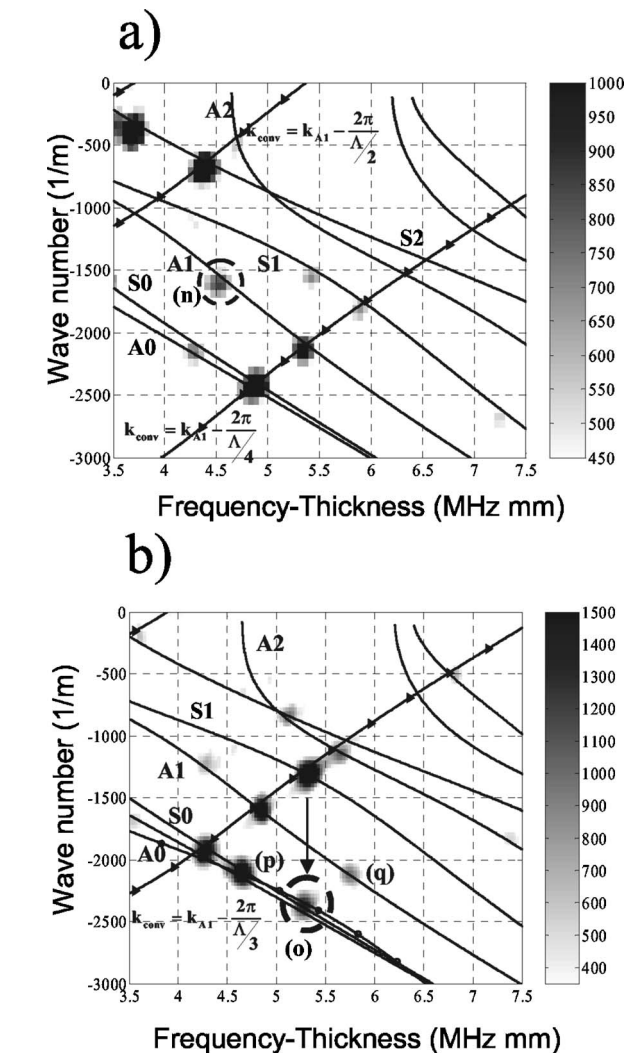 a)
0
-500
-1000
-1500
-2000
-2500
-3000
Wave number (1/m)
A2
k_conv = k_A1 - 2π / Λ/2
S2
A1
S1
S0
(n)
A0
k_conv = k_A1 - 2π / Λ/4
3.5 4 4.5 5 5.5 6 6.5 7 7.5
Frequency-Thickness (MHz mm)
1000
950
900
850
800
750
700
650
600
550
500
450
b)
0
-500
-1000
-1500
-2000
-2500
-3000
Wave number (1/m)
A2
S1
A1
S0
A0
(p)
(q)
k_conv = k_A1 - 2π / Λ/3
(o)
3.5 4 4.5 5 5.5 6 6.5 7 7.5
Frequency-Thickness (MHz mm)
1500
1400
1300
1200
1100
1000
900
800
700
600
500
400